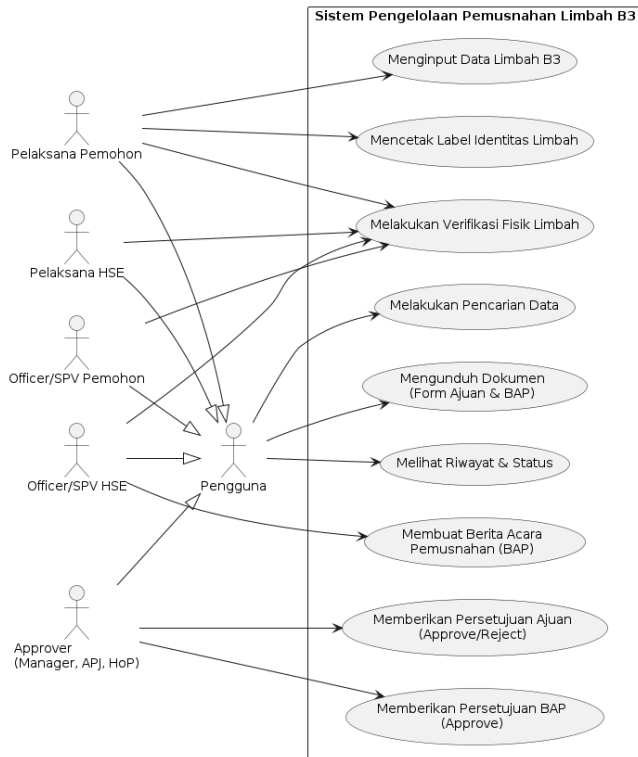 Sistem Pengelolaan Pemusnahan Limbah B3
Menginput Data Limbah B3
Pelaksana Pemohon
Mencetak Label Identitas Limbah
Melakukan Verifikasi Fisik Limbah
Pelaksana HSE
Melakukan Pencarian Data
Officer/SPV Pemohon
Mengunduh Dokumen
(Form Ajuan & BAP)
Officer/SPV HSE
Pengguna
Melihat Riwayat & Status
Membuat Berita Acara
Pemusnahan (BAP)
Approver
(Manager, APJ, HoP)
Memberikan Persetujuan Ajuan
(Approve/Reject)
Memberikan Persetujuan BAP
(Approve)